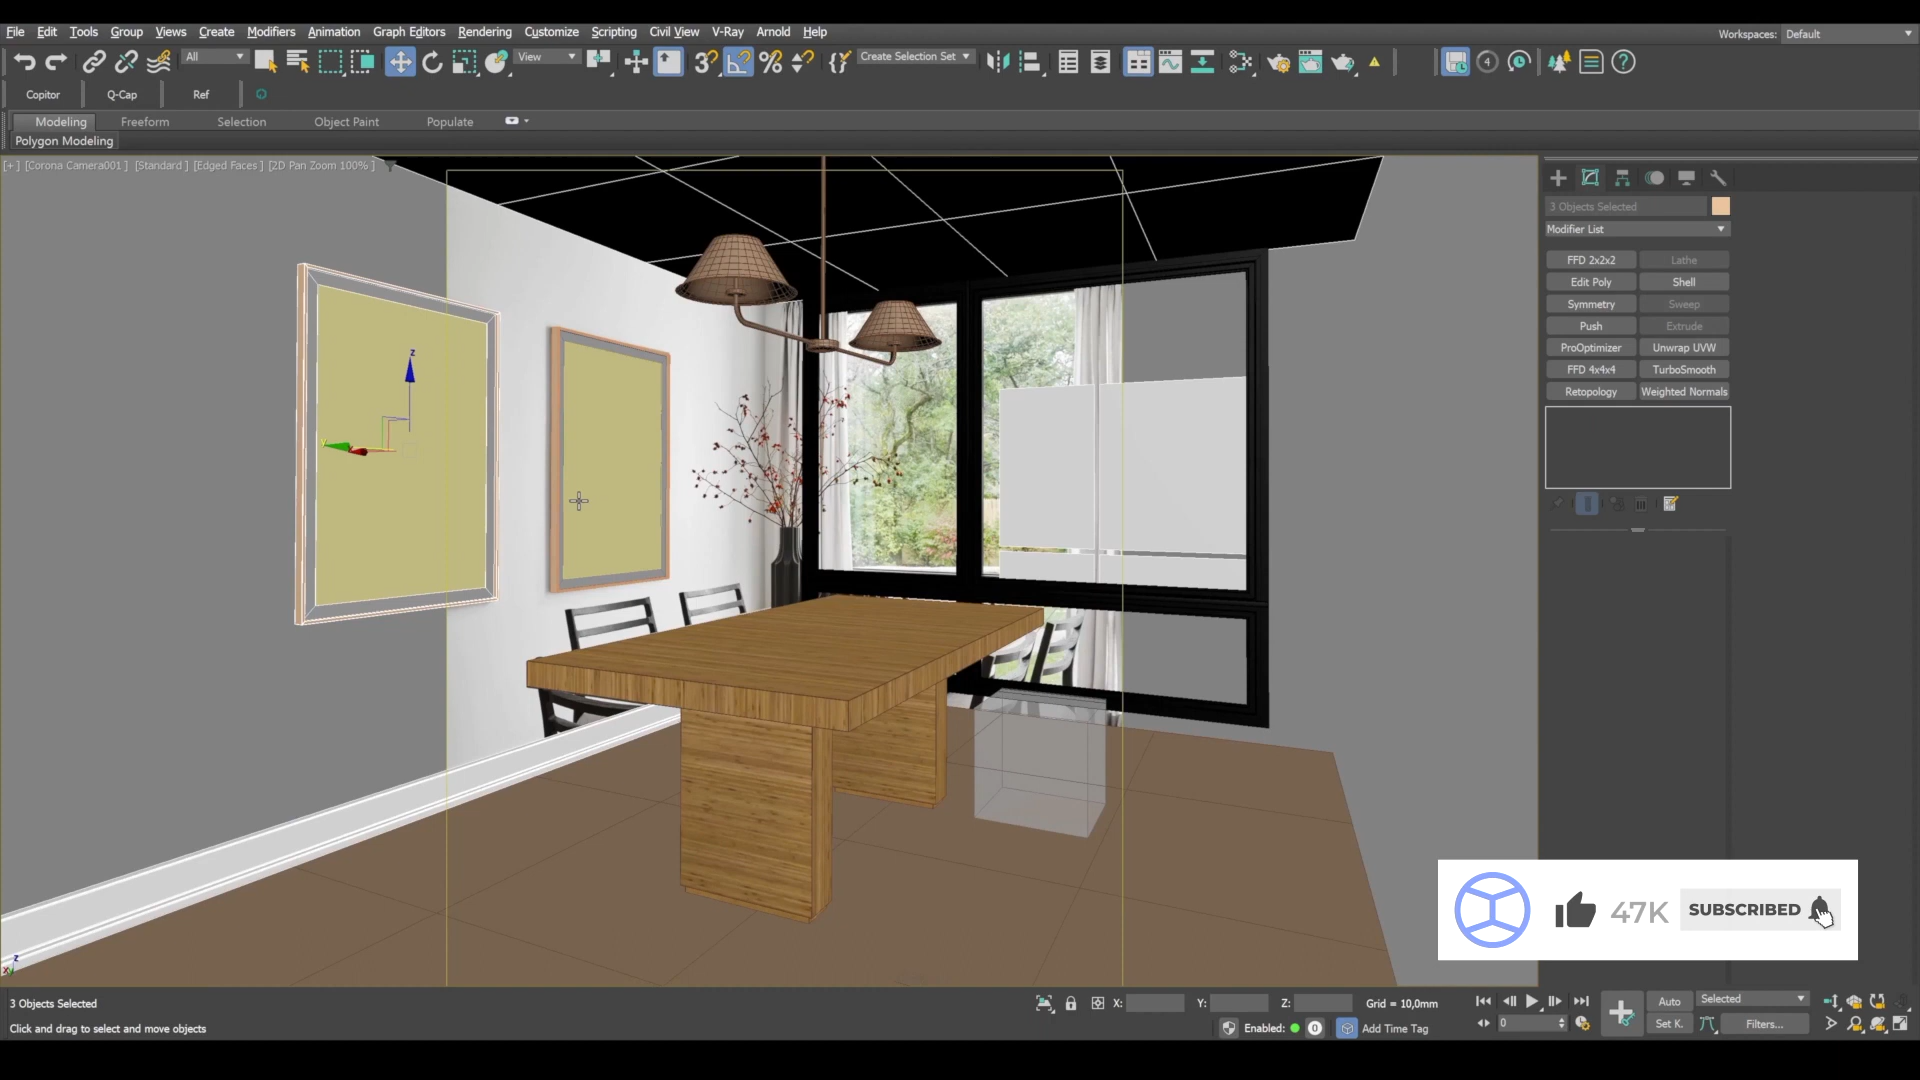 File Edit Tools Group Views Create Modifiers Animation Graph Editors Rendering Customize Scripting Civil View V-Ray Arnold Help
Workspaces: Default
All
View
Create Selection Set
Copitor Q-Cap Ref
Modeling Freeform Selection Object Paint Populate
Polygon Modeling
[+] [Corona Camera001] [Standard] [Edged Faces] [2D Pan Zoom 100%]
3 Objects Selected
Modifier List
FFD 2x2x2 Lathe
Edit Poly Shell
Symmetry Sweep
Push Extrude
ProOptimizer Unwrap UVW
FFD 4x4x4 TurboSmooth
Retopology Weighted Normals
z
y
47K SUBSCRIBED
3 Objects Selected
X: Y: Z: Grid = 10,0mm
Auto Selected
Click and drag to select and move objects
Enabled: 0 Add Time Tag
0
Set K. Filters...